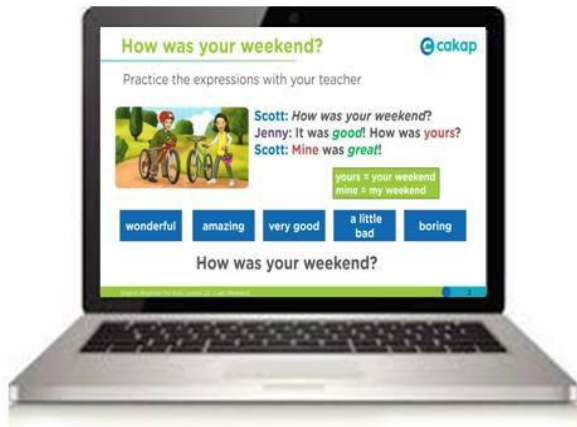 How was your weekend?
cakap
Practice the expressions with your teacher
Scott: How was your weekend?
Jenny: It was good! How was yours?
Scott: Mine was great!
yours = your weekend
mine = my weekend
wonderful
amazing
very good
a little
bad
boring
How was your weekend?
2